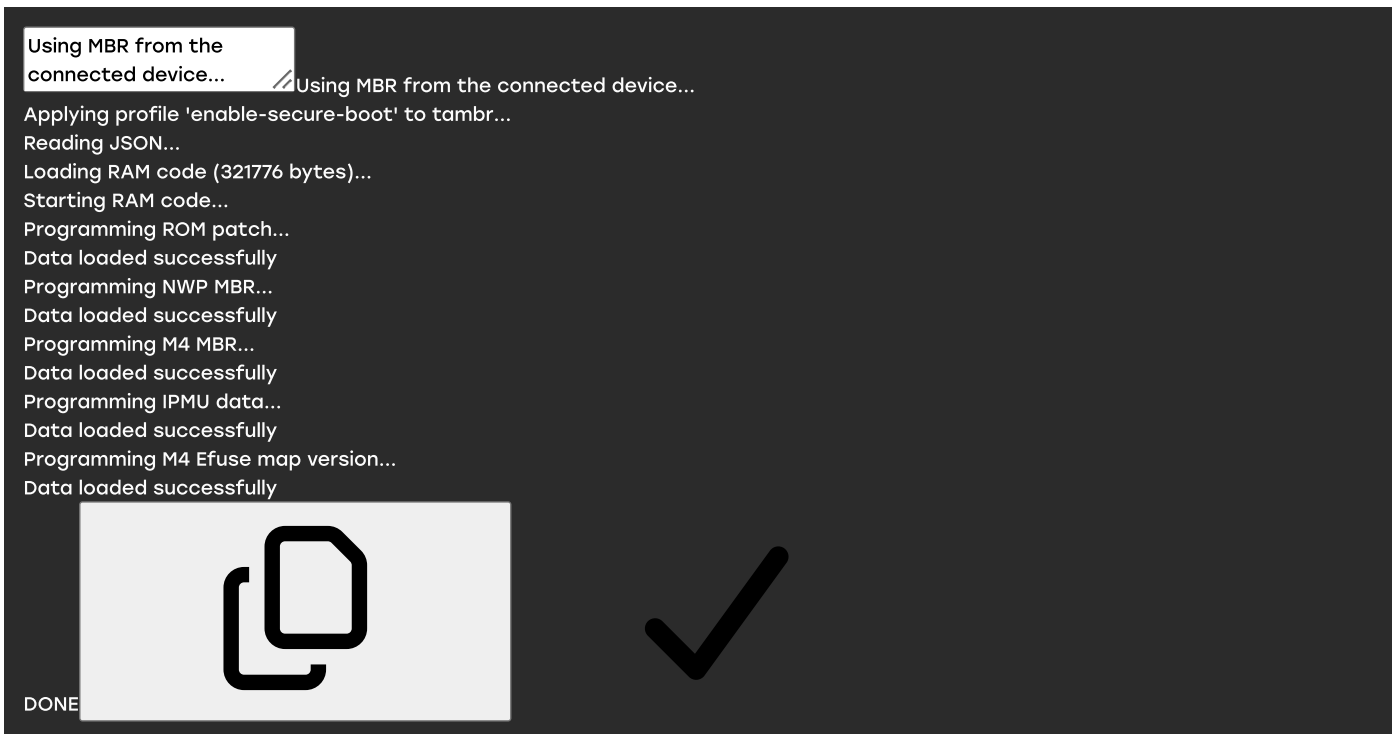 Using MBR from the
connected device...
Using MBR from the connected device...
Applying profile 'enable-secure-boot' to tambr...
Reading JSON...
Loading RAM code (321776 bytes)...
Starting RAM code...
Programming ROM patch...
Data loaded successfully
Programming NWP MBR...
Data loaded successfully
Programming M4 MBR...
Data loaded successfully
Programming IPMU data...
Data loaded successfully
Programming M4 Efuse map version...
Data loaded successfully
DONE